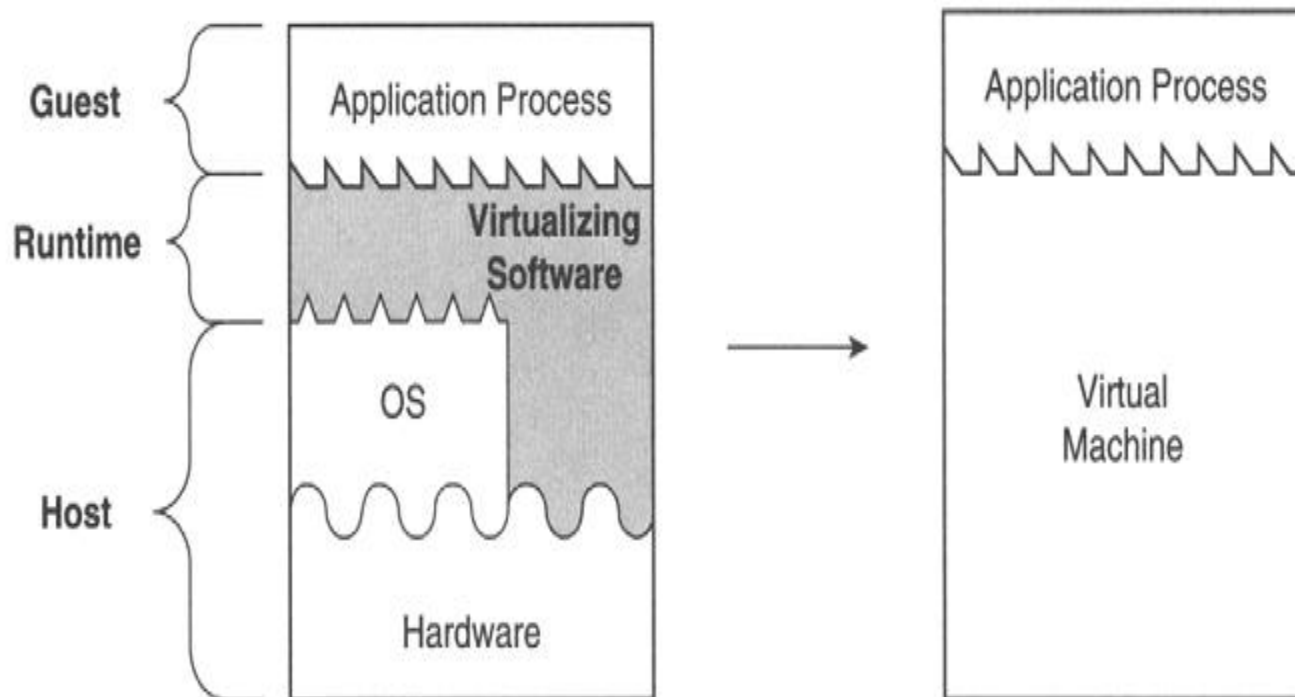 Guest
Application Process
Runtime
Virtualizing
Software
OS
Host
Hardware
Application Process
Virtual
Machine